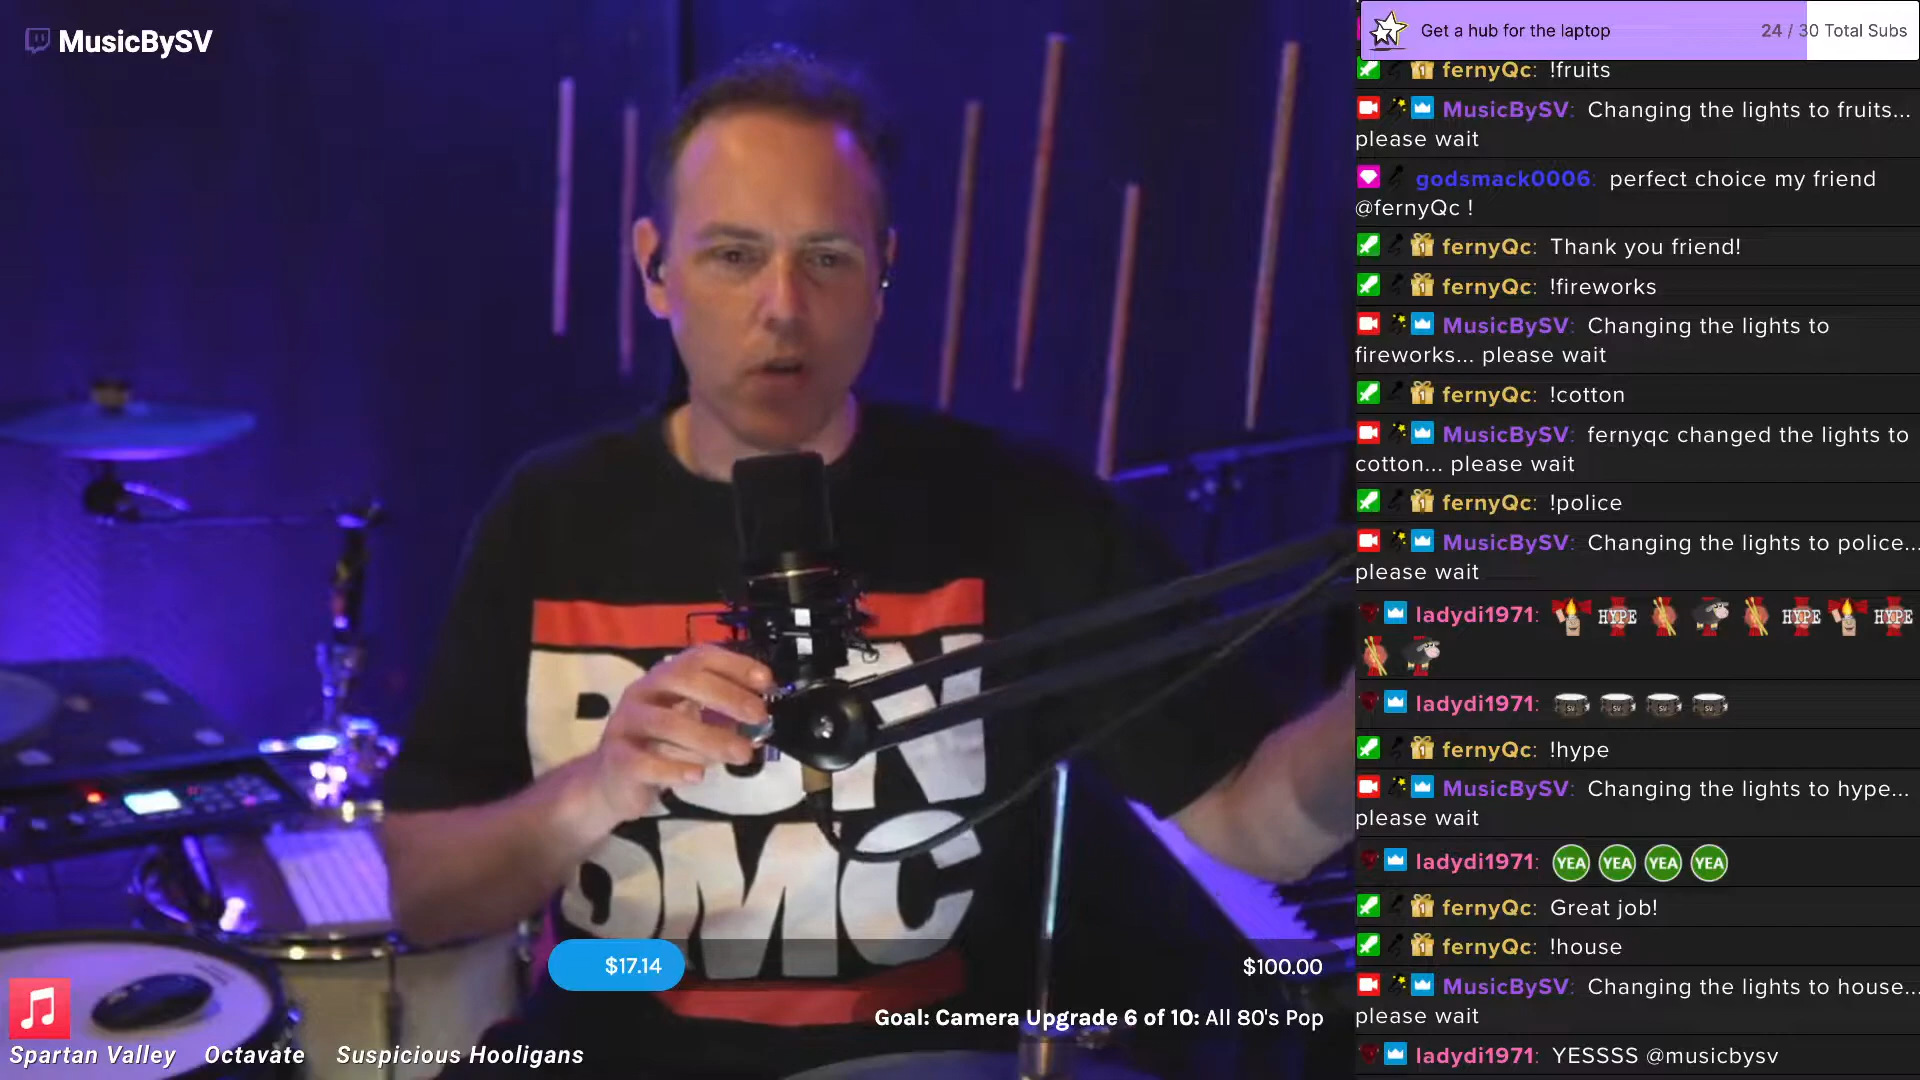 MusicBySV
Get a hub for the laptop
24 / 30 Total Subs
fernyQc: !fruits
MusicBySV: Changing the lights to fruits...
please wait
godsmack0006: perfect choice my friend
@fernyQc !
fernyQc: Thank you friend!
fernyQc: !fireworks
MusicBySV: Changing the lights to
fireworks... please wait
fernyQc: !cotton
MusicBySV: fernyqc changed the lights to
cotton... please wait
fernyQc: !police
MusicBySV: Changing the lights to police...
please wait
ladydi1971: HYPE HYPE HYPE
ladydi1971: SV SV SV SV
fernyQc: !hype
MusicBySV: Changing the lights to hype...
please wait
ladydi1971: YEA YEA YEA YEA
fernyQc: Great job!
fernyQc: !house
MusicBySV: Changing the lights to house...
please wait
ladydi1971: YESSSS @musicbysv
RUN
DMC
$17.14
$100.00
Goal: Camera Upgrade 6 of 10: All 80's Pop
Spartan Valley Octavate Suspicious Hooligans